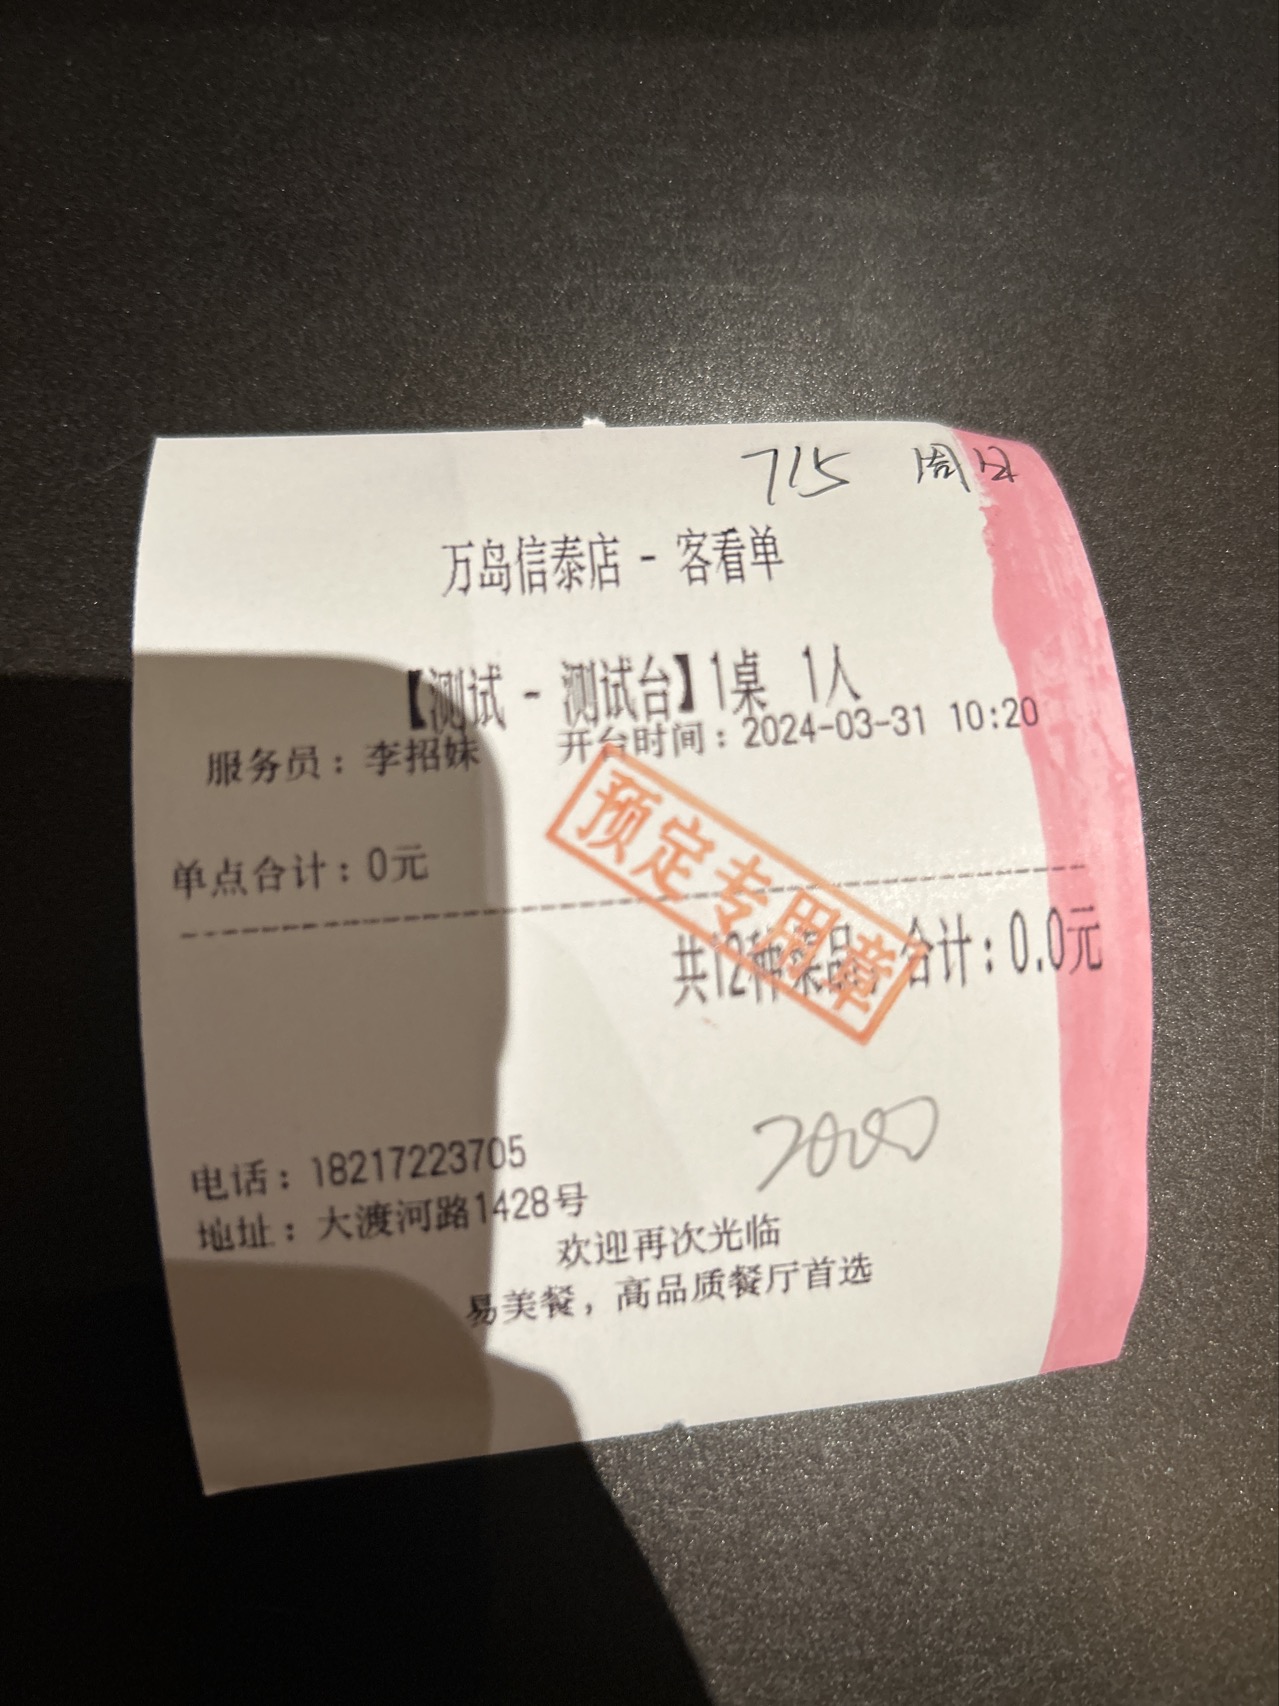 715 周日
万岛信泰店 - 客看单
【测试 - 测试台】1桌 1人
服务员：李招妹 开台时间：2024-03-31 10:20
单点合计：0元
预定专用章
共12种菜品，合计：0.0元
2000
电话：18217223705
地址：大渡河路1428号
欢迎再次光临
易美餐，高品质餐厅首选